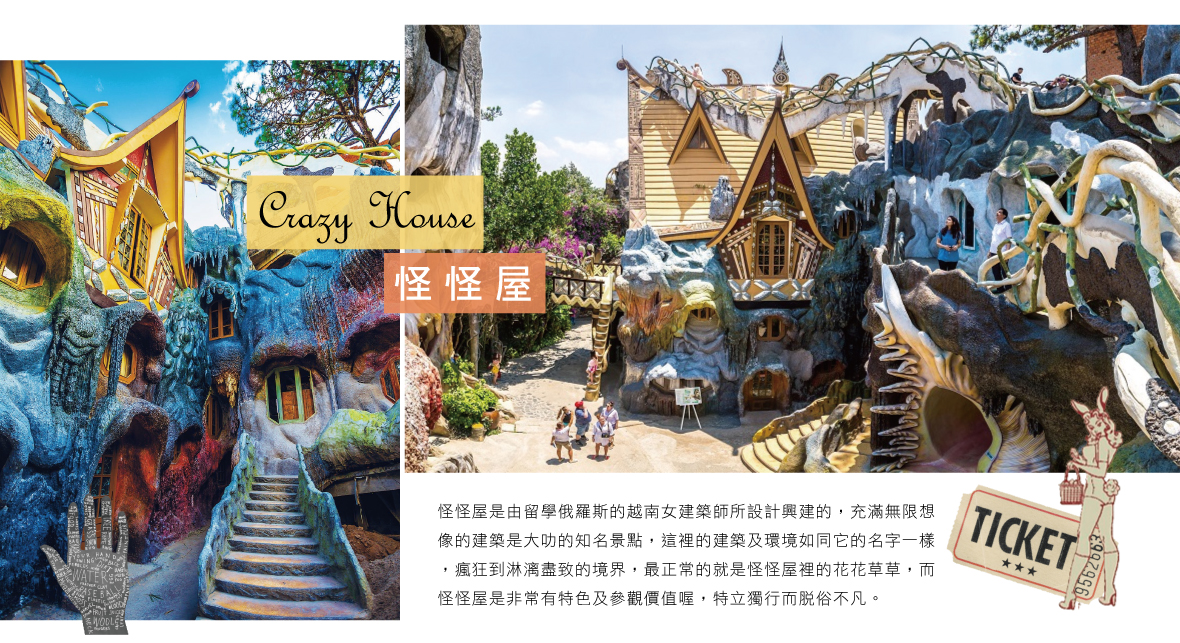 Crazy House
怪怪屋
怪怪屋是由留學俄羅斯的越南女建築師所設計興建的，充滿無限想
像的建築是大叻的知名景點，這裡的建築及環境如同它的名字一樣
，瘋狂到淋漓盡致的境界，最正常的就是怪怪屋裡的花花草草，而
怪怪屋是非常有特色及參觀價值喔，特立獨行而脱俗不凡。
TICKET
★★★
9562663
WATER
WOOL